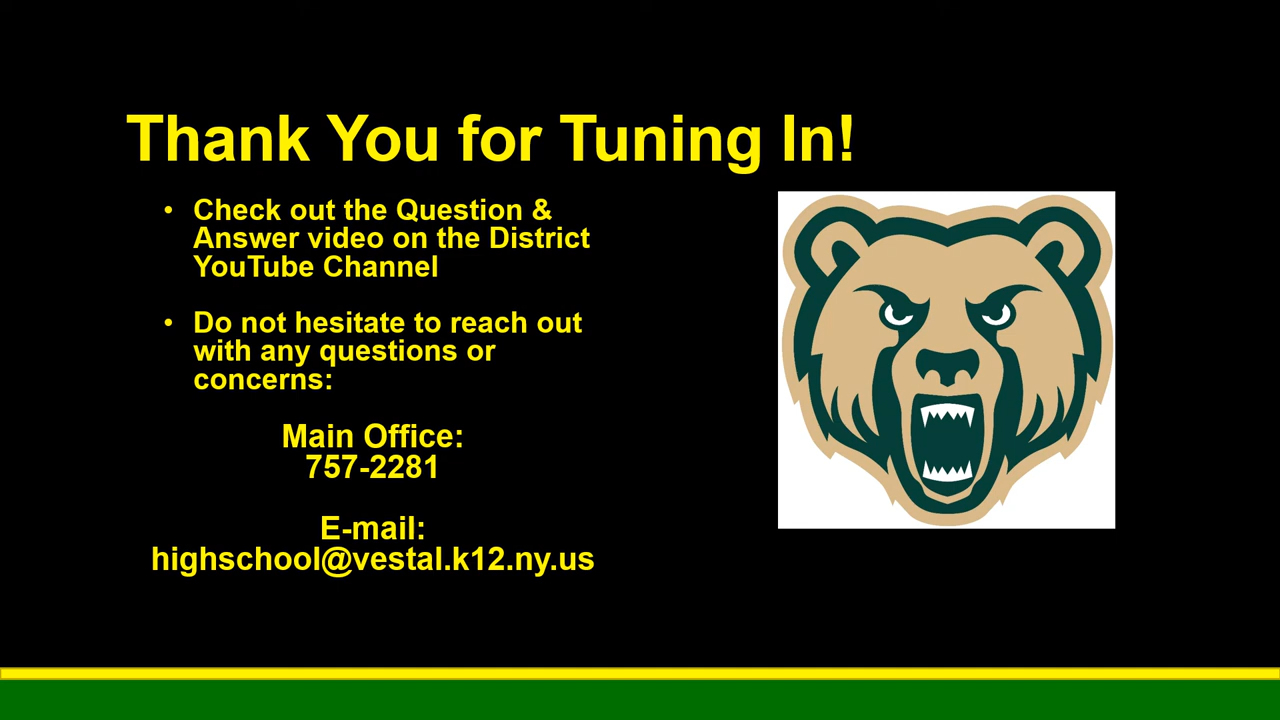 Thank You for Tuning In!
• Check out the Question &
Answer video on the District
YouTube Channel
• Do not hesitate to reach out
with any questions or
concerns:
Main Office:
757-2281
E-mail:
highschool@vestal.k12.ny.us